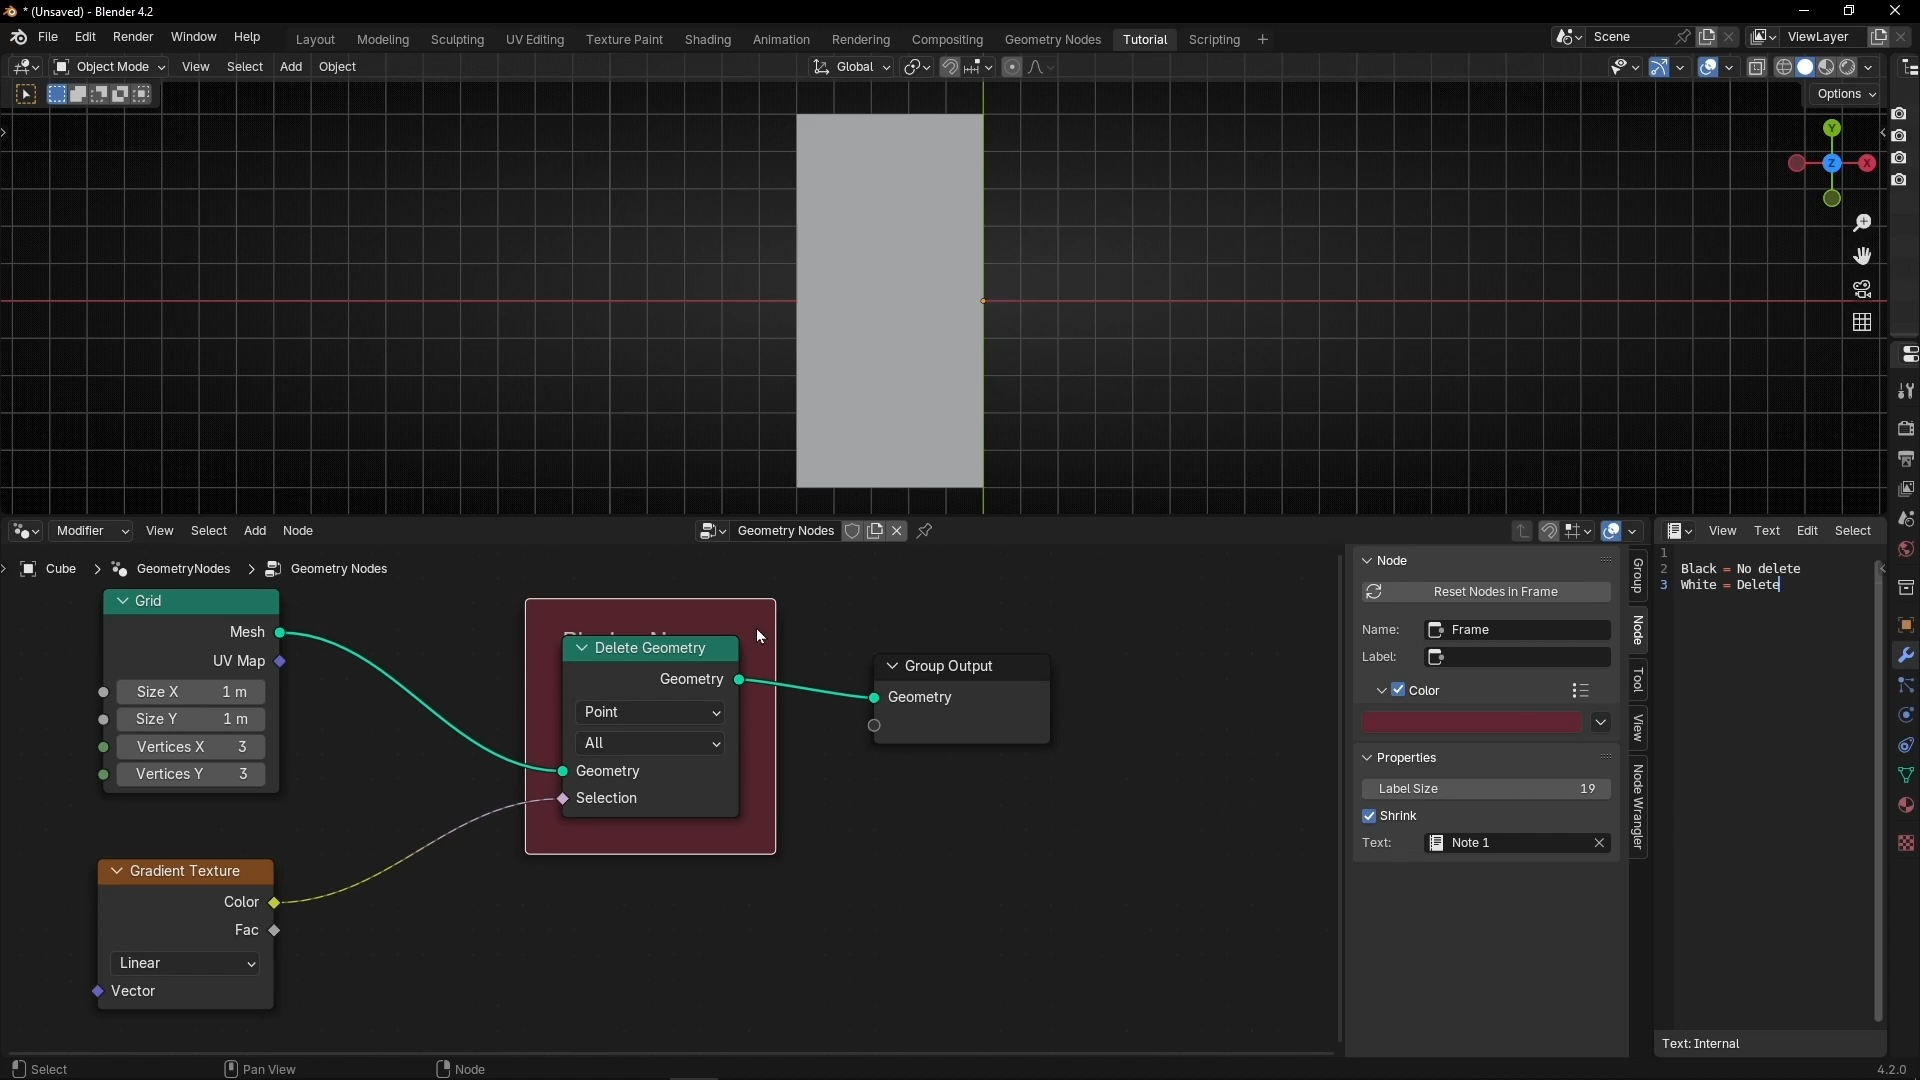 * (Unsaved) - Blender 4.2
File Edit Render Window Help
Layout Modeling Sculpting UV Editing Texture Paint Shading Animation Rendering Compositing Geometry Nodes Tutorial Scripting +
Scene
ViewLayer
Object Mode View Select Add Object
Global
Options
Y
Z
X
Modifier View Select Add Node
Geometry Nodes
View Text Edit Select
Cube > GeometryNodes > Geometry Nodes
Grid
Mesh
UV Map
Size X 1 m
Size Y 1 m
Vertices X 3
Vertices Y 3
Gradient Texture
Color
Fac
Linear
Vector
Delete Geometry
Geometry
Point
All
Geometry
Selection
Group Output
Geometry
Node
Reset Nodes in Frame
Name: Frame
Label:
Color
Properties
Label Size 19
Shrink
Text: Note 1
Group
Node
Tool
View
Node Wrangler
1
2 Black = No delete
3 White = Delete
Text: Internal
Select Pan View Node
4.2.0